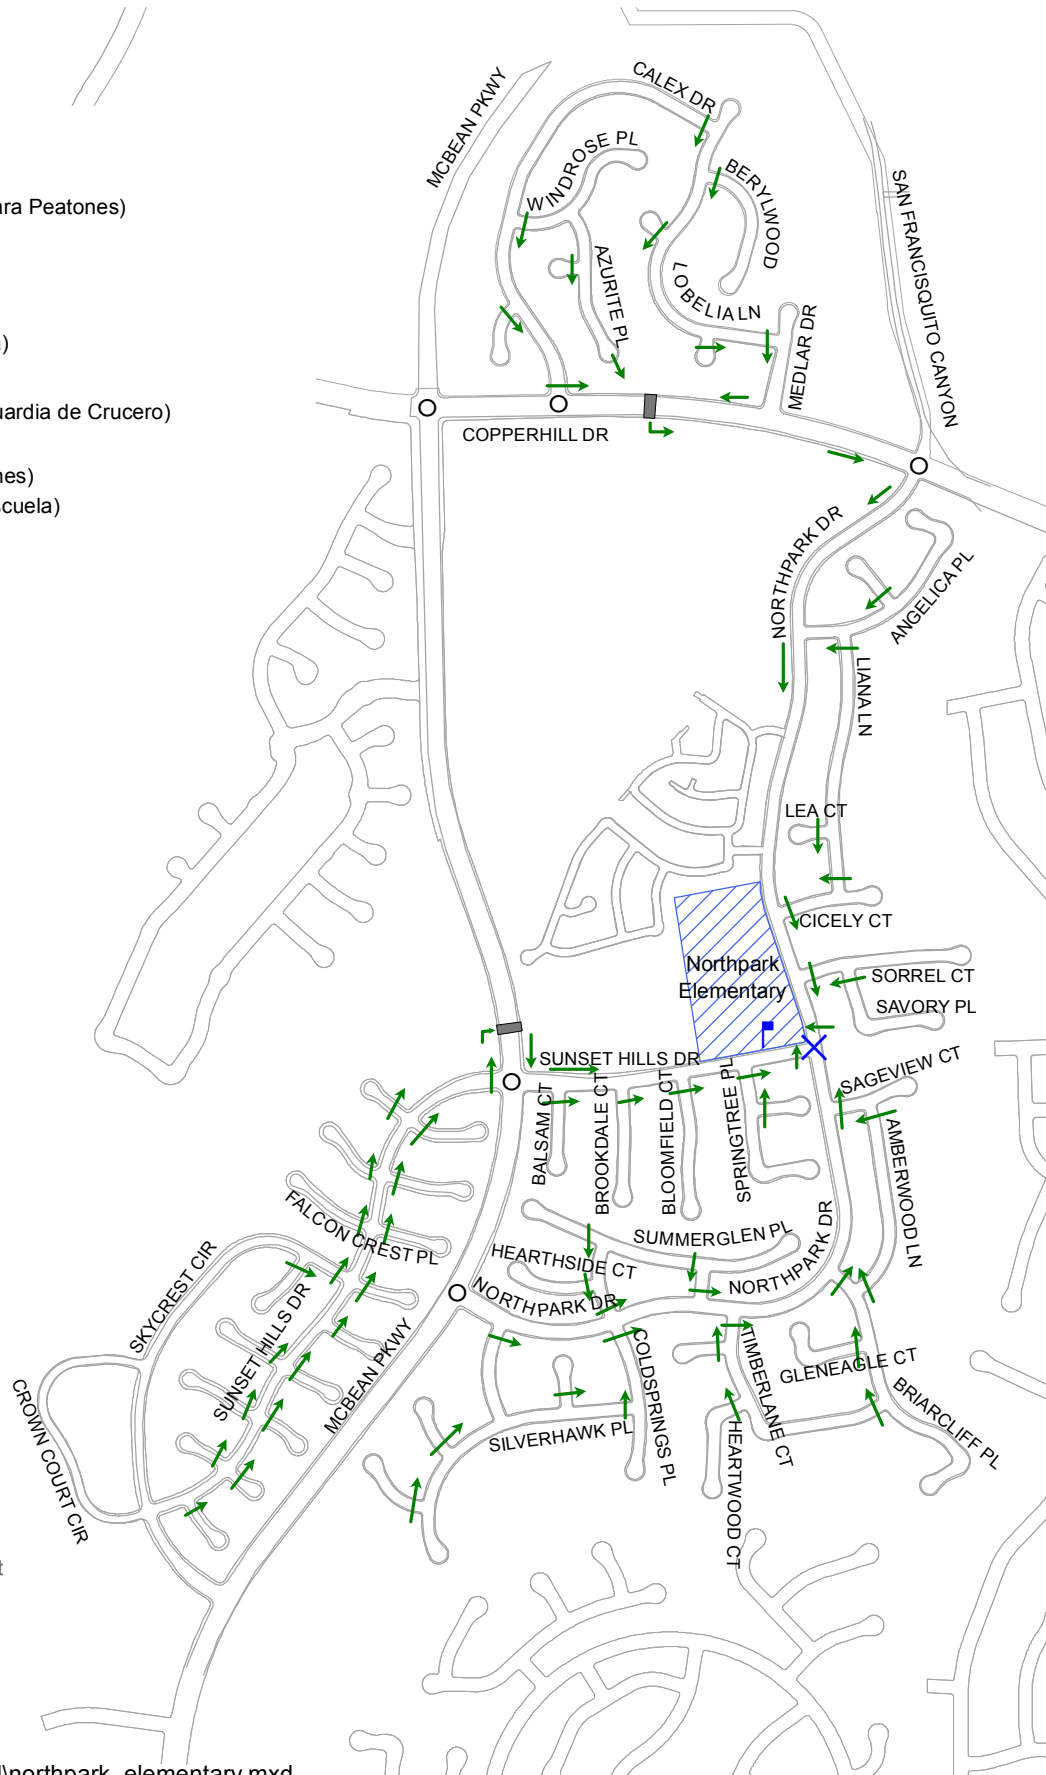 CALEX DR
MCBEAN PKWY
WINDROSE PL
BERYLWOOD
SAN FRANCISQUITO CANYON
ara Peatones)
AZURITE PL
LOBELIA LN
MEDLAR DR
)
uardia de Crucero)
COPPERHILL DR
nes)
scuela)
NORTHPARK DR
ANGELICA PL
LIANA LN
LEA CT
CICELY CT
Northpark
Elementary
SORREL CT
SAVORY PL
SUNSET HILLS DR
SAGEVIEW CT
BALSAM CT
BROOKDALE CT
BLOOMFIELD CT
SPRINGTREE PL
AMBERWOOD LN
FALCON CREST PL
SUMMERGLEN PL
HEARTHSIDE CT
NORTHPARK DR
NORTHPARK DR
SKYCREST CIR
SUNSET HILLS DR
MCBEAN PKWY
COLDSPRINGS PL
TIMBERLANE CT
GLENEAGLE CT
BRIARCLIFF PL
CROWN COURT CIR
SILVERHAWK PL
HEARTWOOD CT
t
l\northpark_elementary.mxd